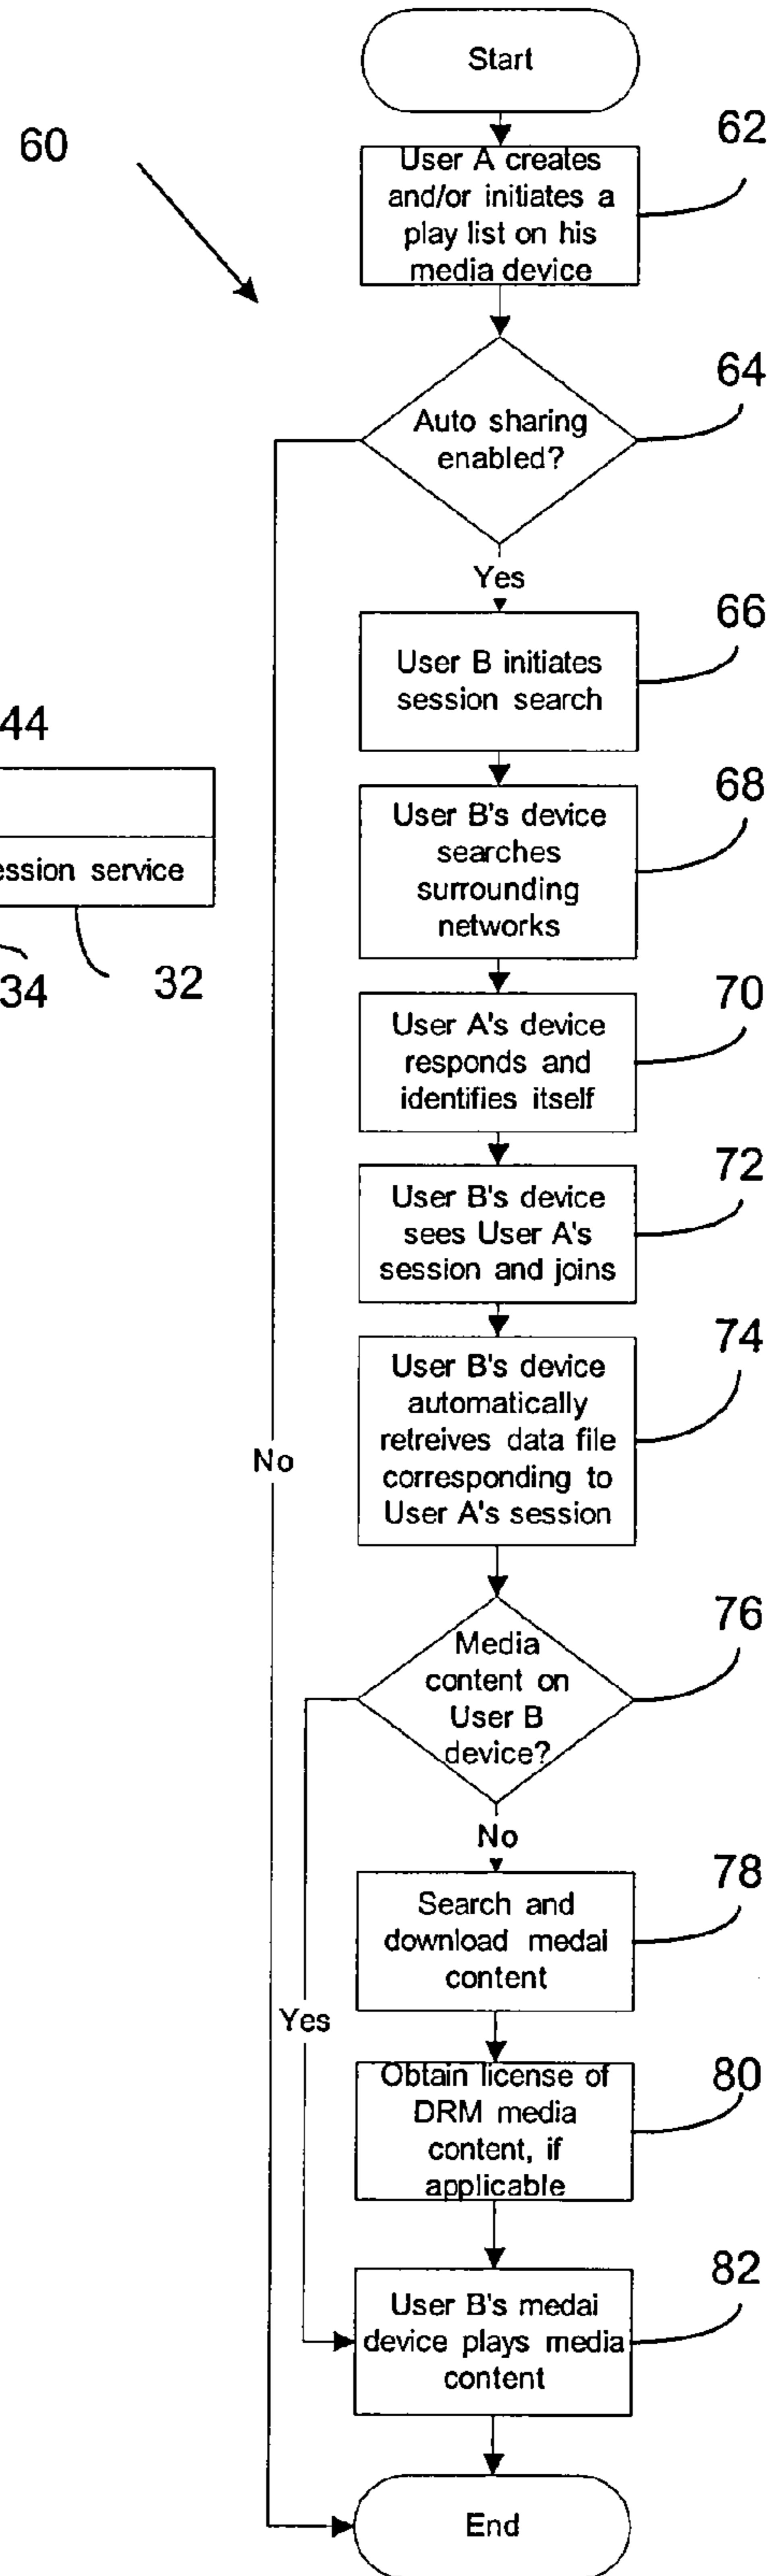 Start
60
62
User A creates
and/or initiates a
play list on his
media device
64
Auto sharing
enabled?
Yes
66
User B initiates
session search
44
68
User B's device
searches
surrounding
networks
ession service
34
32
70
User A's device
responds and
identifies itself
72
User B's device
sees User A's
session and joins
74
User B's device
automatically
retreives data file
corresponding to
User A's session
No
76
Media
content on
User B
device?
No
78
Search and
download medai
content
Yes
80
Obtain license of
DRM media
content, if
applicable
82
User B's medai
device plays media
content
End